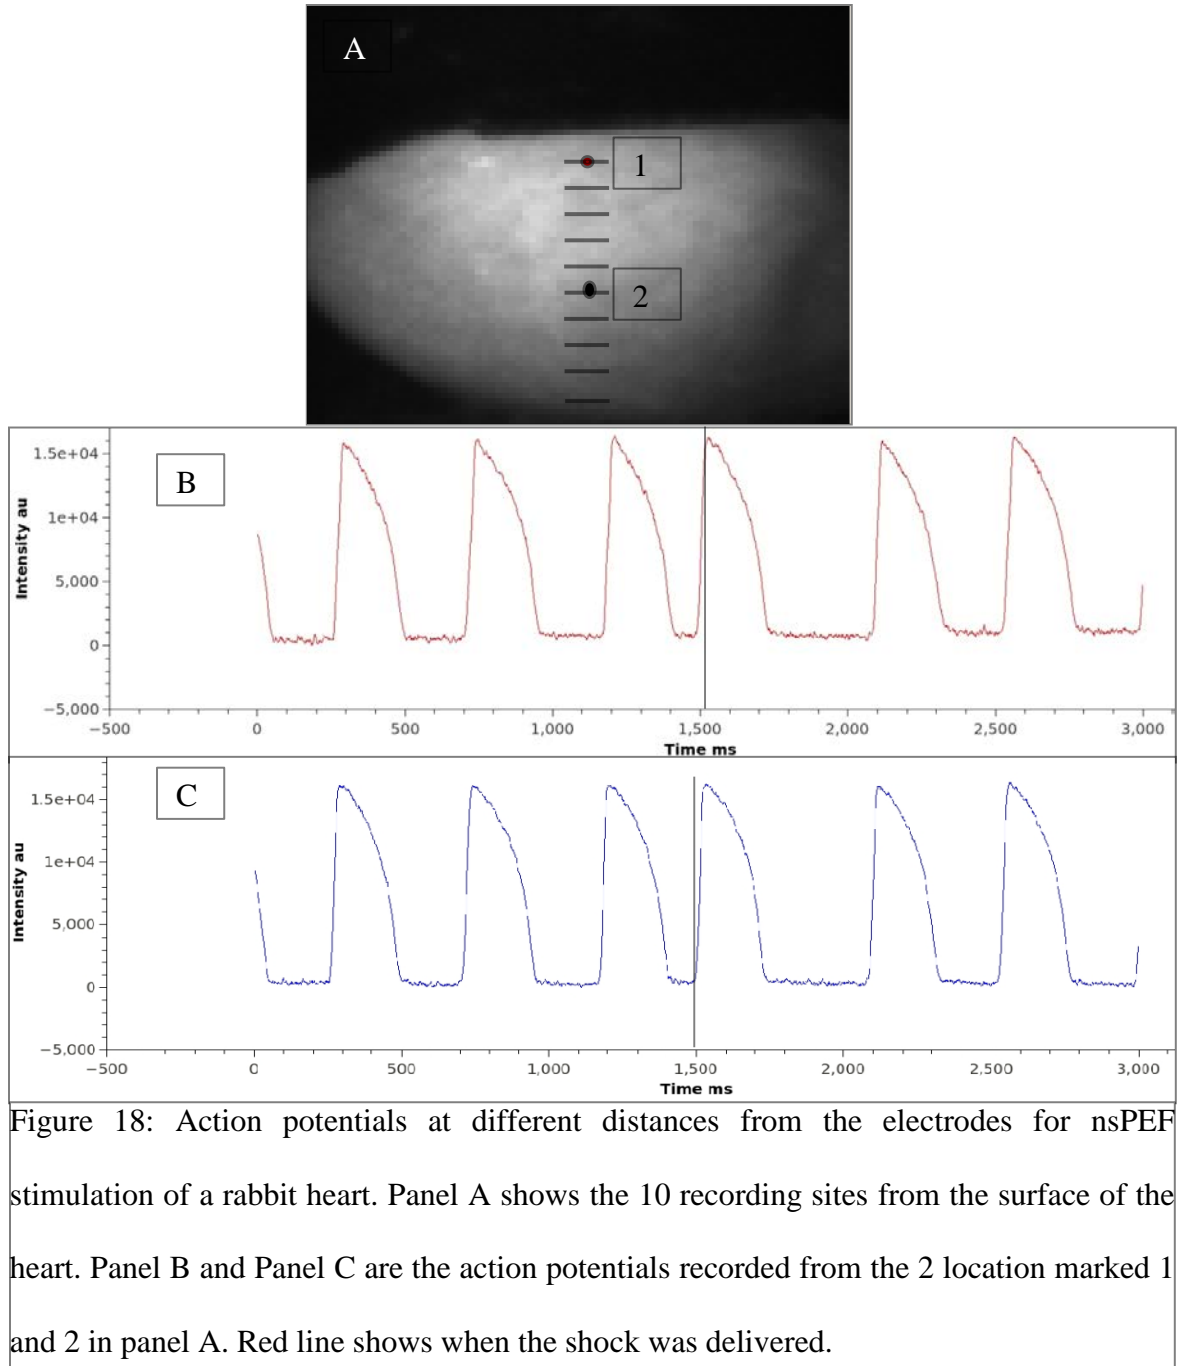 A
1
2
B
1.5e+04
1e+04
5,000
0
−5,000
Intensity au
−500 0 500 1,000 1,500 2,000 2,500 3,000
Time ms
C
1.5e+04
1e+04
5,000
0
−5,000
Intensity au
−500 0 500 1,000 1,500 2,000 2,500 3,000
Time ms
Figure 18: Action potentials at different distances from the electrodes for nsPEF
stimulation of a rabbit heart. Panel A shows the 10 recording sites from the surface of the
heart. Panel B and Panel C are the action potentials recorded from the 2 location marked 1
and 2 in panel A. Red line shows when the shock was delivered.